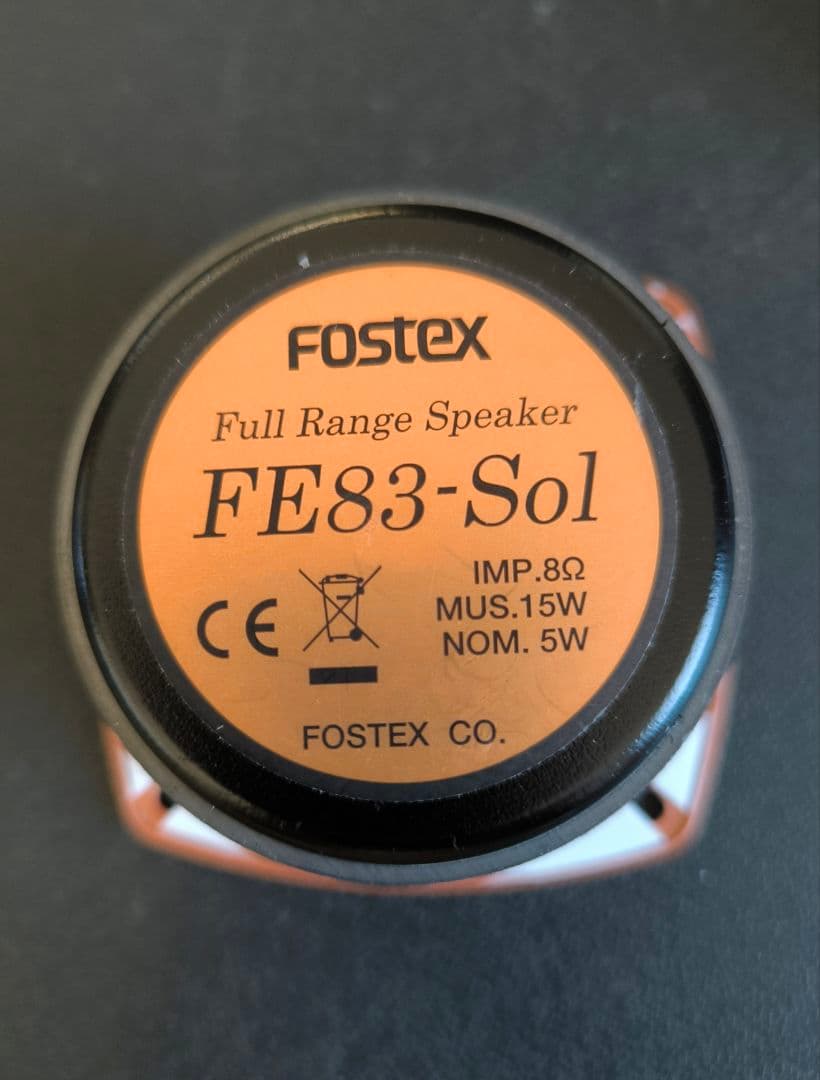 Fostex
Full Range Speaker
FE83-Sol
CE
IMP.8Ω
MUS.15W
NOM. 5W
FOSTEX CO.